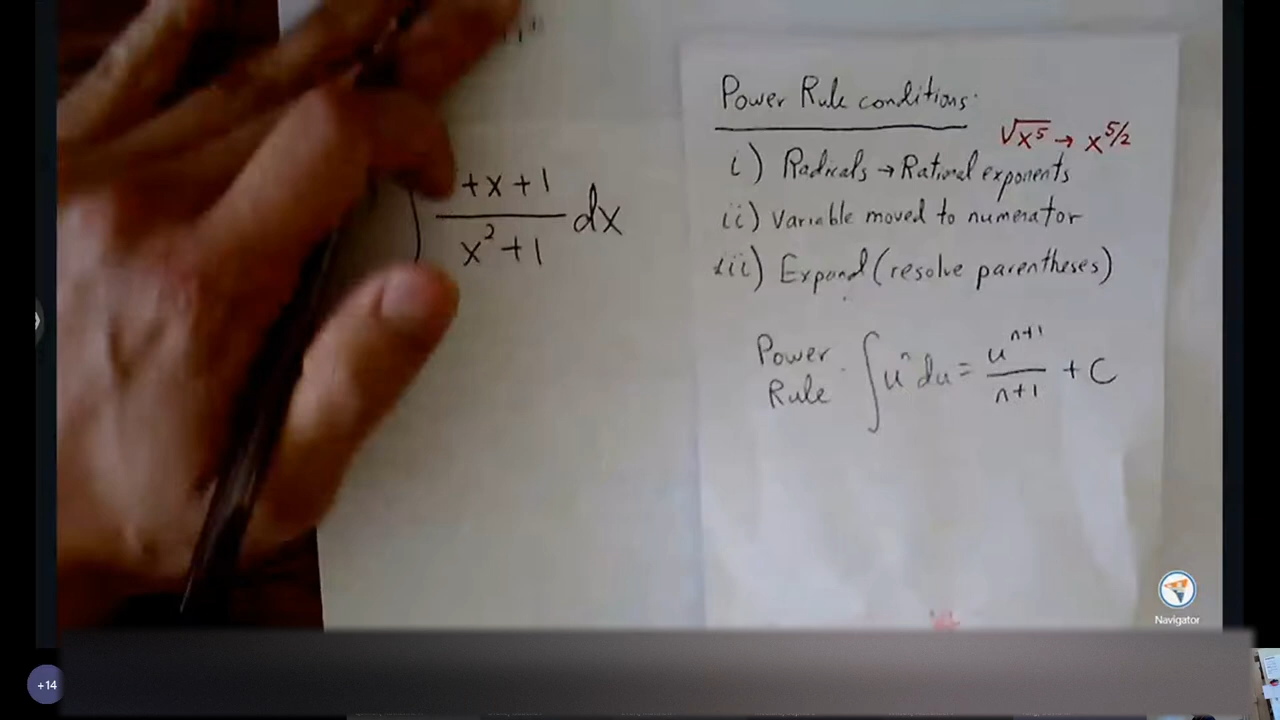 +x+1
x²+1
dx
Power Rule conditions.
√x⁵ → x^5/2
i) Radicals → Rational exponents
ii) Variable moved to numerator
iii) Expand (resolve parentheses)
Power Rule. ∫uⁿ du = u^n+1 / n+1 + C
Navigator
+14